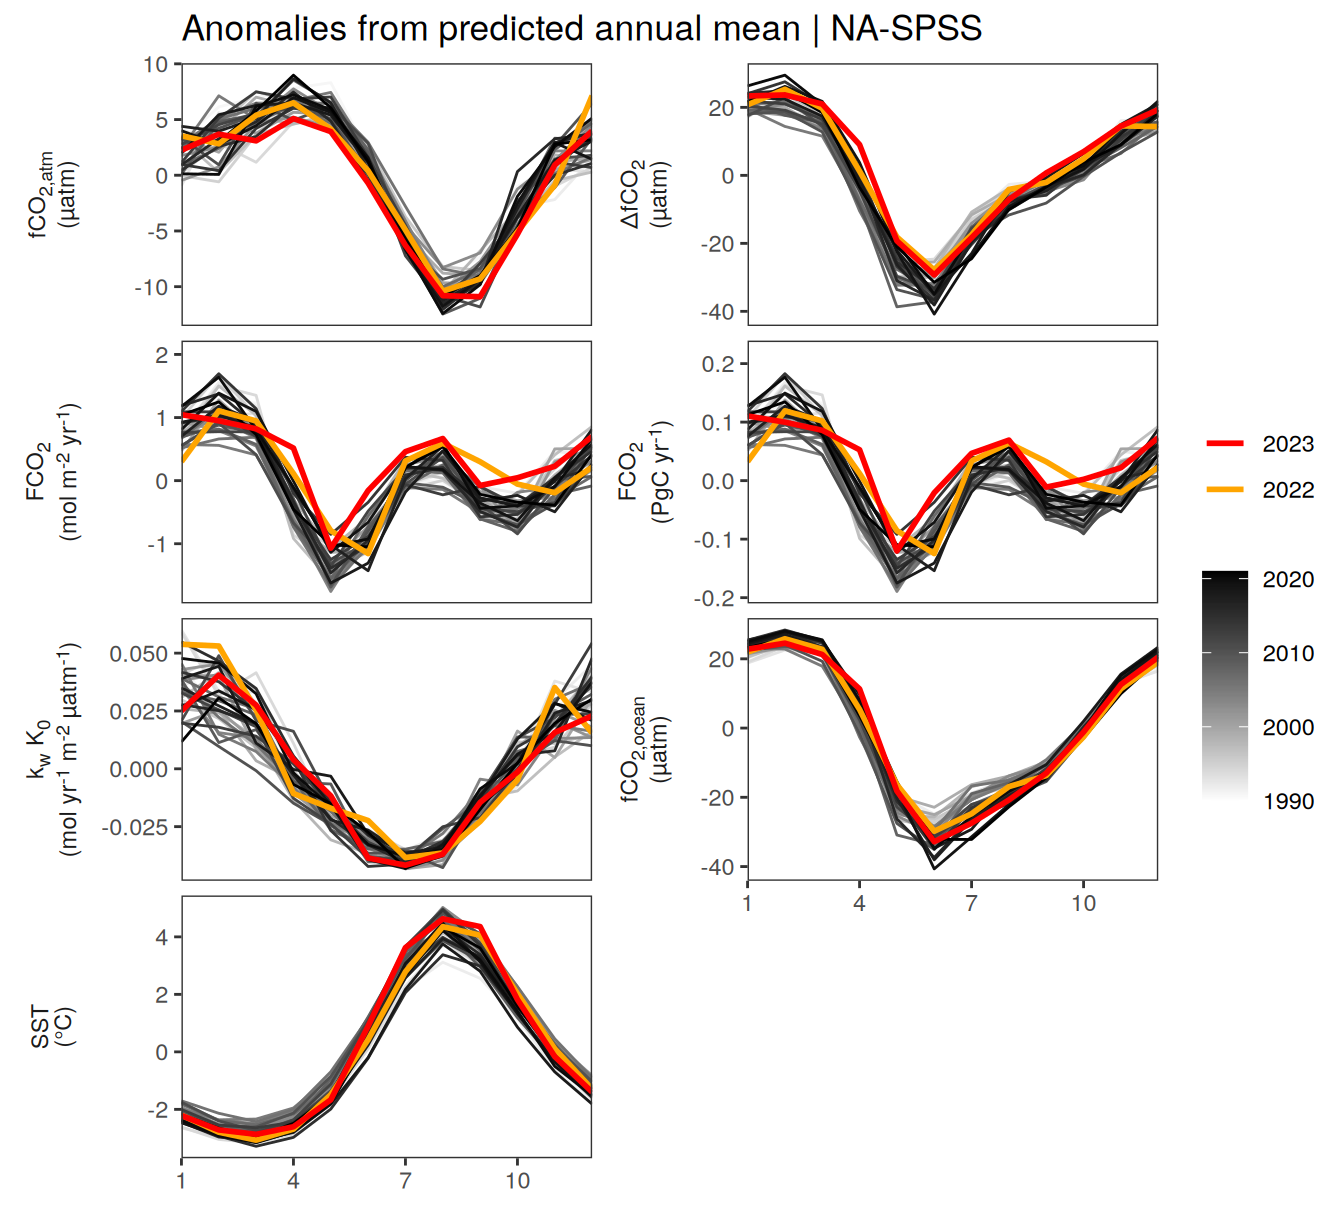 Anomalies from predicted annual mean | NA-SPSS
fCO2,atm
(µatm)
10
5
0
-5
-10
ΔfCO2
(µatm)
20
0
-20
-40
FCO2
(mol m-2 yr-1)
2
1
0
-1
FCO2
(PgC yr-1)
0.2
0.1
0.0
-0.1
-0.2
kw K0
(mol yr-1 m-2 µatm-1)
0.050
0.025
0.000
-0.025
fCO2,ocean
(µatm)
20
0
-20
-40
1 4 7 10
SST
(°C)
4
2
0
-2
1 4 7 10
2023
2022
2020
2010
2000
1990